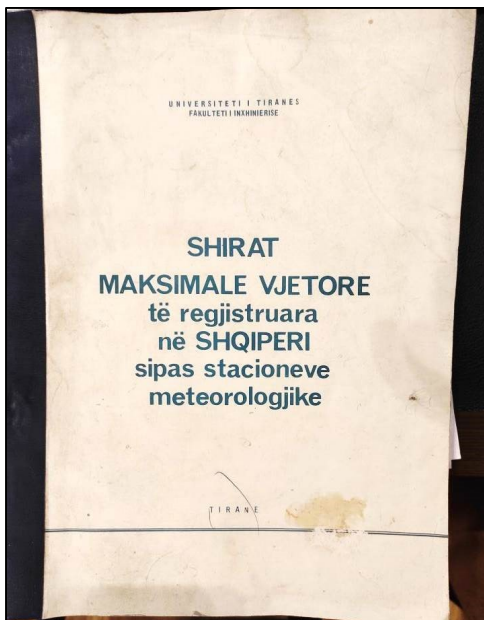 UNIVERSITETI I TIRANES
FAKULTETI I INXHINIERISE
SHIRAT
MAKSIMALE VJETORE
të regjistruara
në SHQIPERI
sipas stacioneve
meteorologjike
TIRANE